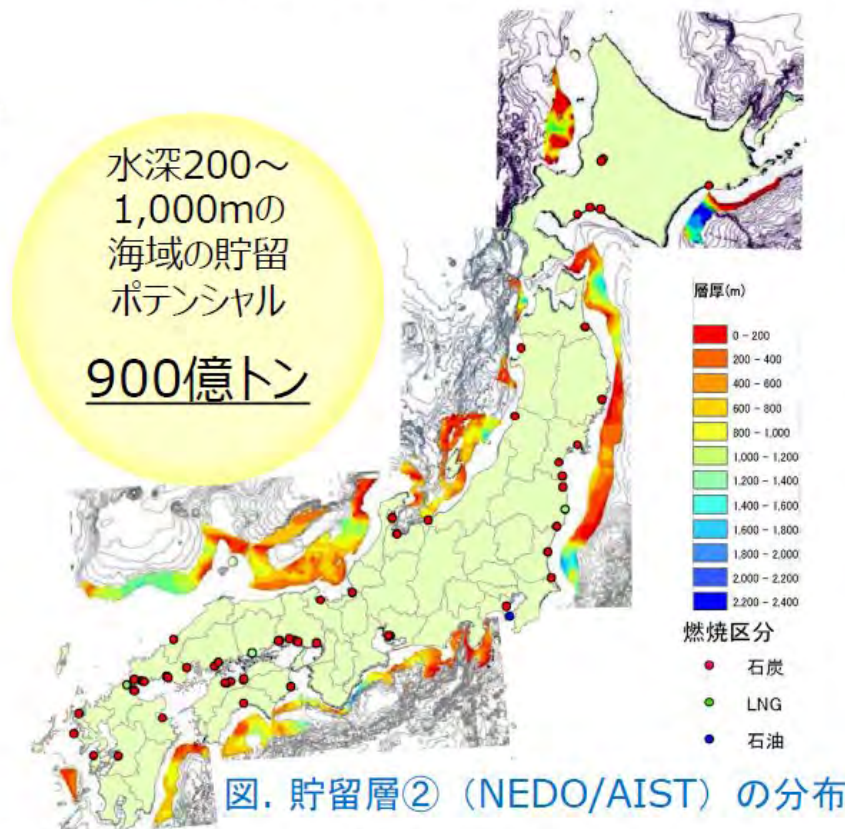 水深200～
1,000mの
海域の貯留
ポテンシャル
900億トン
層厚(m)
0 - 200
200 - 400
400 - 600
600 - 800
800 - 1,000
1,000 - 1,200
1,200 - 1,400
1,400 - 1,600
1,600 - 1,800
1,800 - 2,000
2,000 - 2,200
2,200 - 2,400
燃焼区分
石炭
LNG
石油
図. 貯留層②（NEDO/AIST）の分布